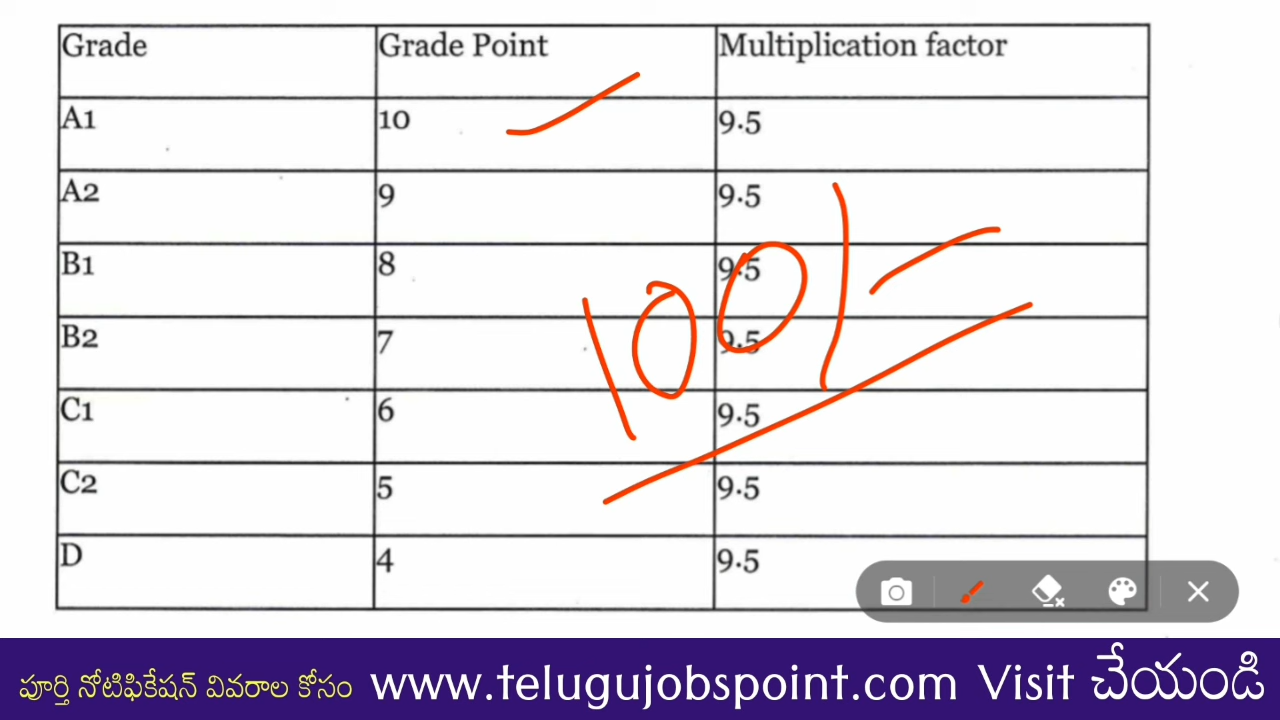 Grade Grade Point Multiplication factor
A1 10 9.5
A2 9 9.5
B1 8 9.5
B2 7 9.5
C1 6 9.5
C2 5 9.5
D 4 9.5
100/-
పూర్తి నోటిఫికేషన్ వివరాల కోసం www.telugujobspoint.com Visit చేయండి